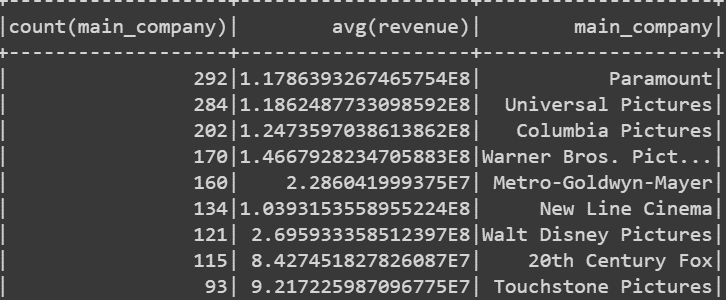 |count(main_company)|        avg(revenue)|        main_company|
|                292|1.1786393267465754E8|           Paramount|
|                284|1.1862487733098592E8|  Universal Pictures|
|                202|1.2473597038613862E8|   Columbia Pictures|
|                170|1.4667928234705883E8|Warner Bros. Pict...|
|                160|    2.286041999375E7| Metro-Goldwyn-Mayer|
|                134|1.0393153558955224E8|     New Line Cinema|
|                121| 2.695933358512397E8|Walt Disney Pictures|
|                115| 8.427451827826087E7|    20th Century Fox|
|                 93| 9.217225987096775E7| Touchstone Pictures|